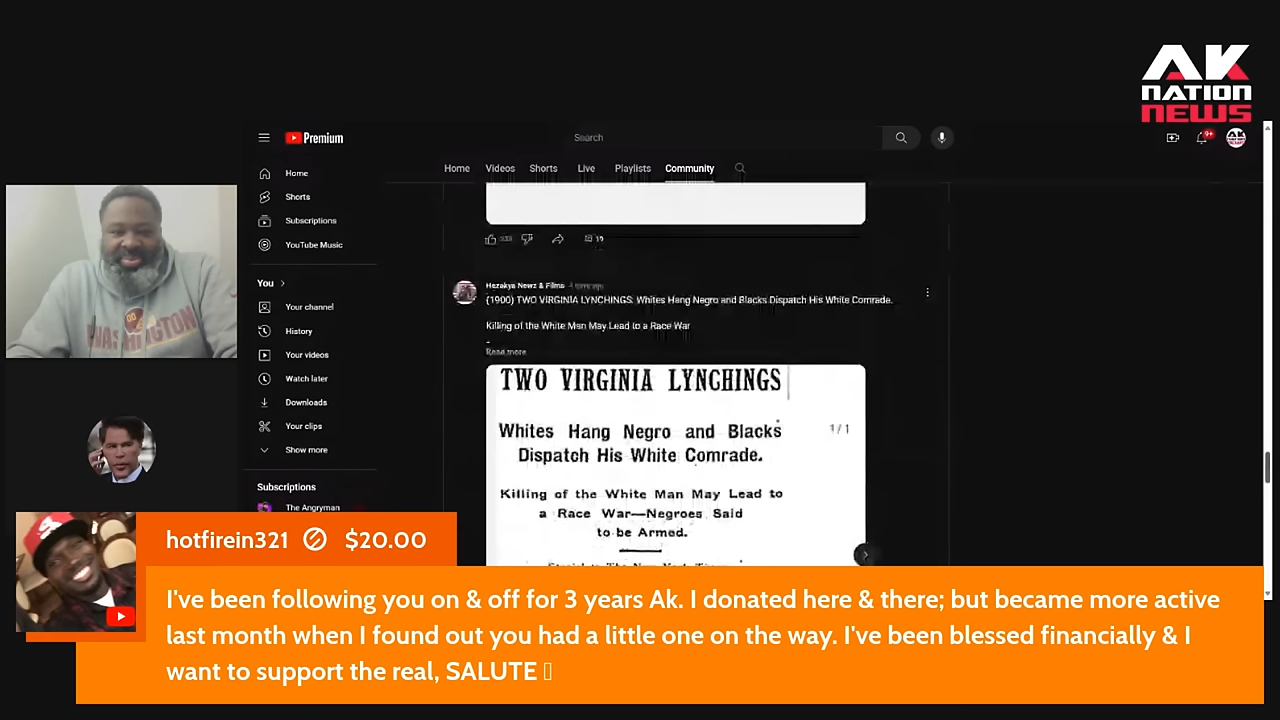 AK
NATION
NEWS
Premium
Search
9+
Home
Videos
Shorts
Live
Playlists
Community
Home
Shorts
Subscriptions
YouTube Music
You
Your channel
History
Your videos
Watch later
Downloads
Your clips
Show more
Subscriptions
The Angryman
WASHINGTON
19
Hezakya Newz & Films
(1900) TWO VIRGINIA LYNCHINGS: Whites Hang Negro and Blacks Dispatch His White Comrade.
Killing of the White Man May Lead to a Race War
-
Read more
TWO VIRGINIA LYNCHINGS
Whites Hang Negro and Blacks
Dispatch His White Comrade.
1/1
Killing of the White Man May Lead to
a Race War—Negroes Said
to be Armed.
hotfirein321 $20.00
I've been following you on & off for 3 years Ak. I donated here & there; but became more active
last month when I found out you had a little one on the way. I've been blessed financially & I
want to support the real, SALUTE